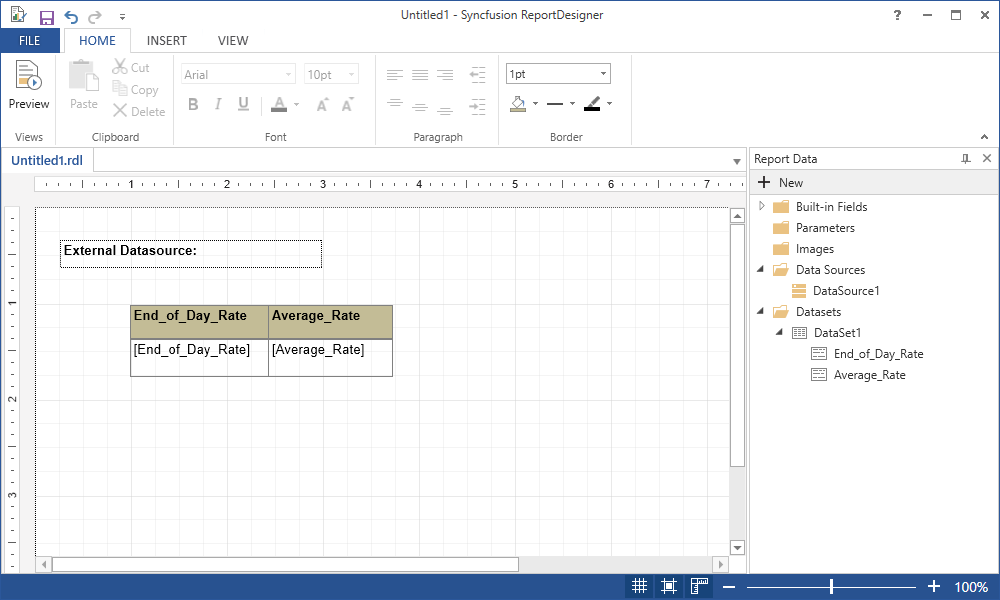 Untitled1 - Syncfusion ReportDesigner
?
FILE HOME INSERT VIEW
Preview
Views
Paste
Cut
Copy
Delete
Clipboard
Arial 10pt
B I U A A A
Font
Paragraph
1pt
Border
Untitled1.rdl
1 2 3 4 5 6 7
1
2
3
External Datasource:
End_of_Day_Rate Average_Rate
[End_of_Day_Rate] [Average_Rate]
Report Data
New
Built-in Fields
Parameters
Images
Data Sources
DataSource1
Datasets
DataSet1
End_of_Day_Rate
Average_Rate
100%